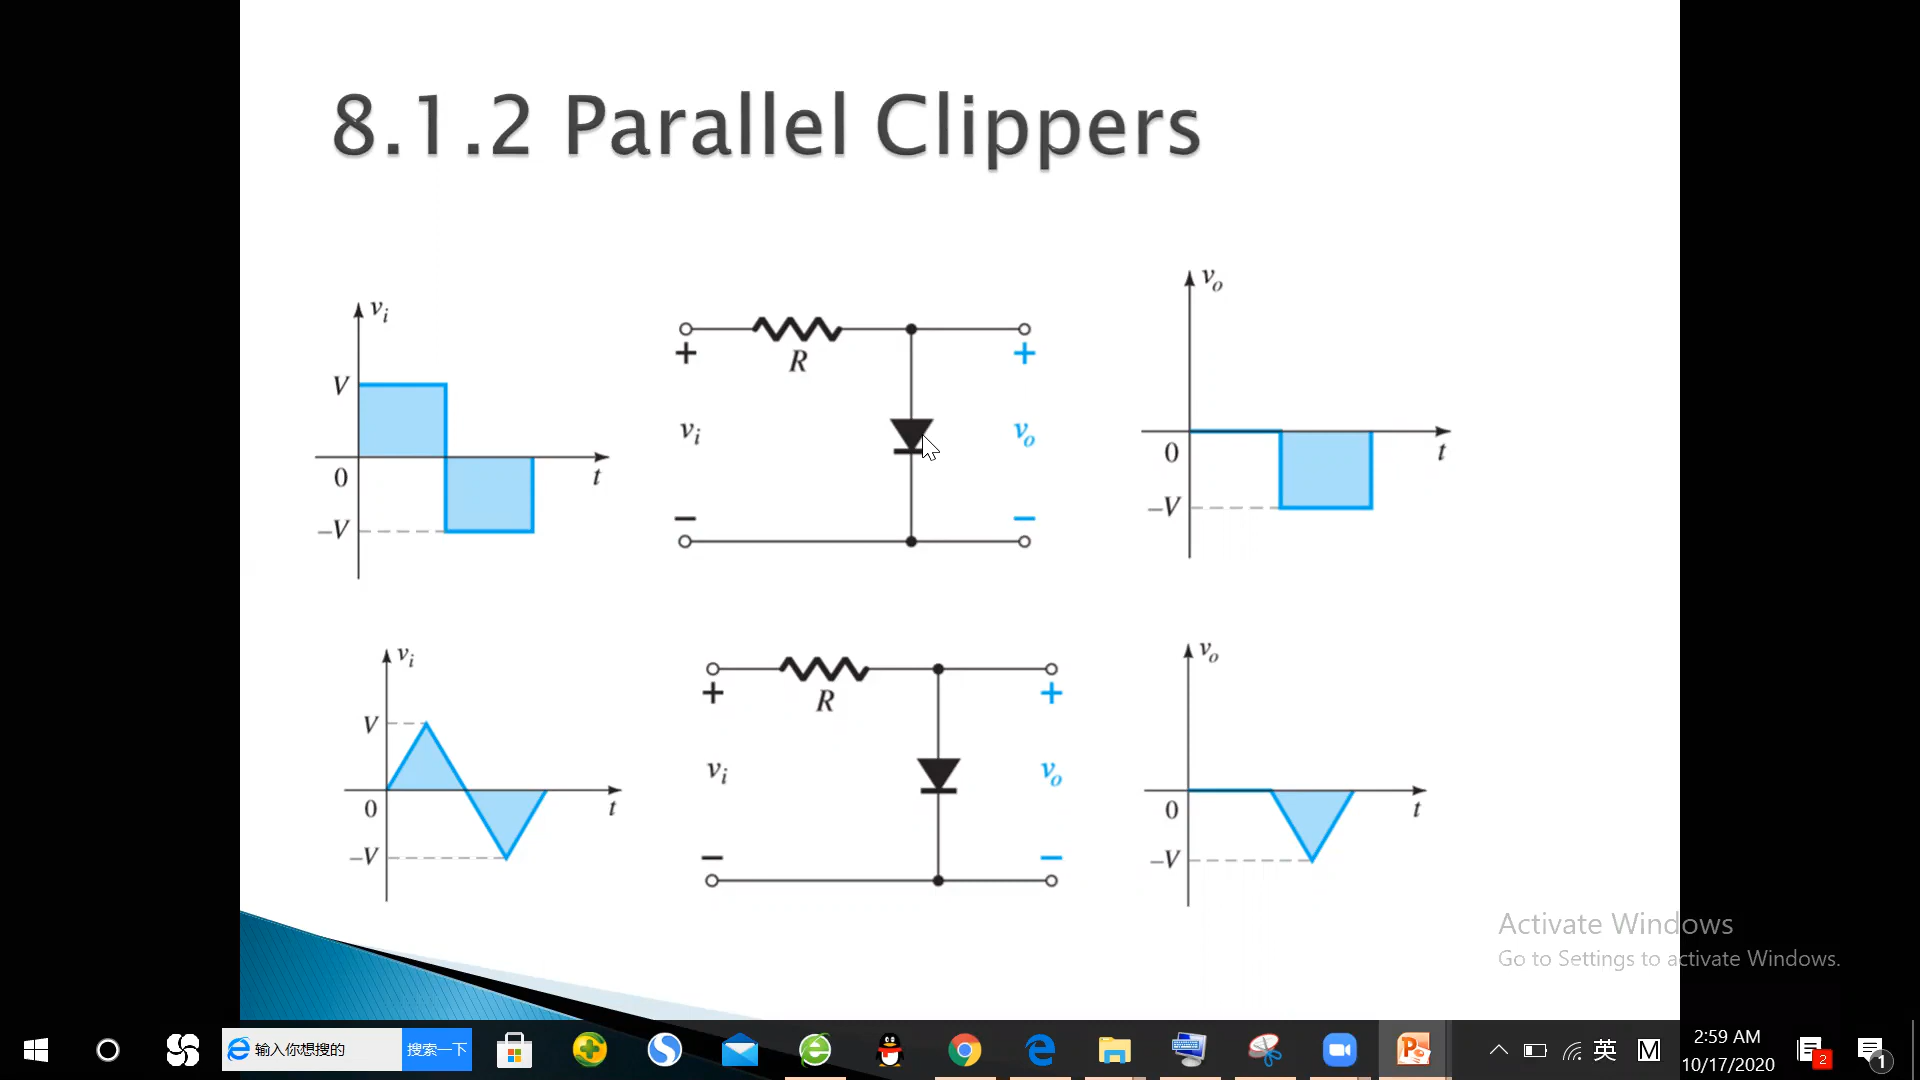 8.1.2 Parallel Clippers
vi
V
0
–V
t
R
+
+
vi
vo
–
–
vo
0
–V
t
vi
V
0
–V
t
R
+
+
vi
vo
–
–
vo
0
–V
t
Activate Windows
Go to Settings to activate Windows.
输入你想搜的
搜索一下
英
M
2:59 AM
10/17/2020
2
1